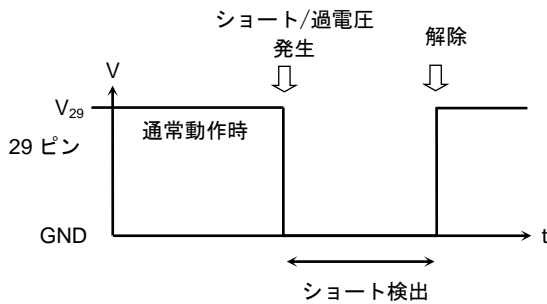 ショート/過電圧
発生
解除
V
V29
通常動作時
29 ピン
GND
t
ショート検出